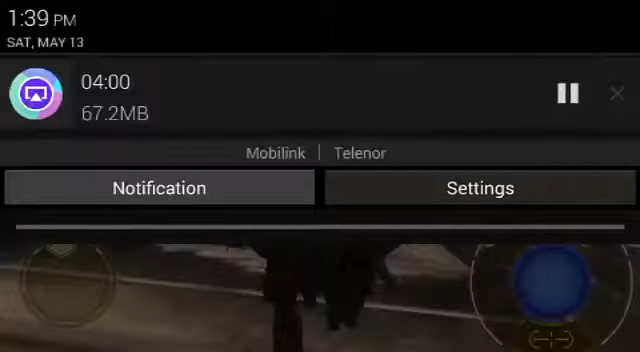 1:39 PM
SAT, MAY 13
04:00
67.2MB
Mobilink | Telenor
Notification
Settings